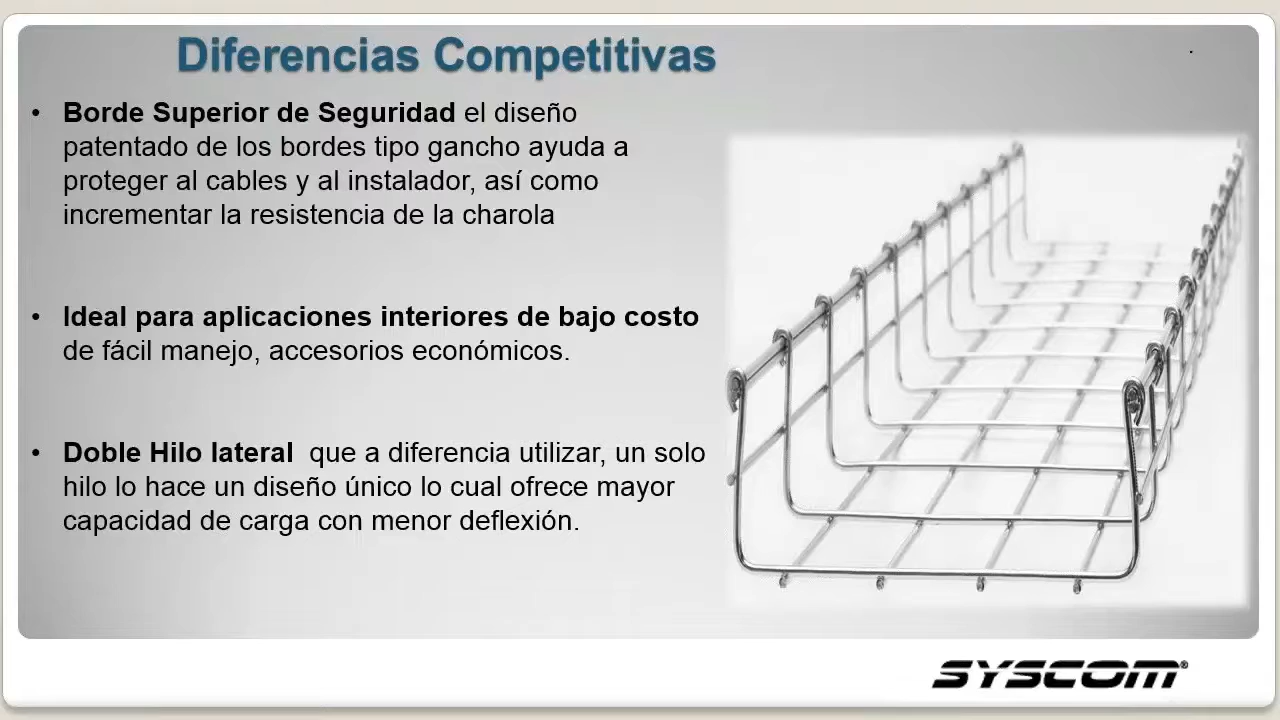 Diferencias Competitivas
• Borde Superior de Seguridad el diseño
patentado de los bordes tipo gancho ayuda a
proteger al cables y al instalador, así como
incrementar la resistencia de la charola
• Ideal para aplicaciones interiores de bajo costo
de fácil manejo, accesorios económicos.
• Doble Hilo lateral que a diferencia utilizar, un solo
hilo lo hace un diseño único lo cual ofrece mayor
capacidad de carga con menor deflexión.
SYSCOM®